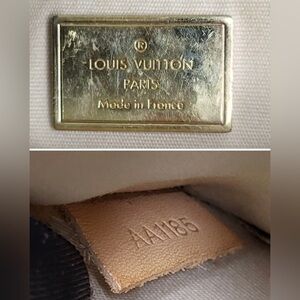 ®
LOUIS VUITTON
PARIS
Made in France
AA1185